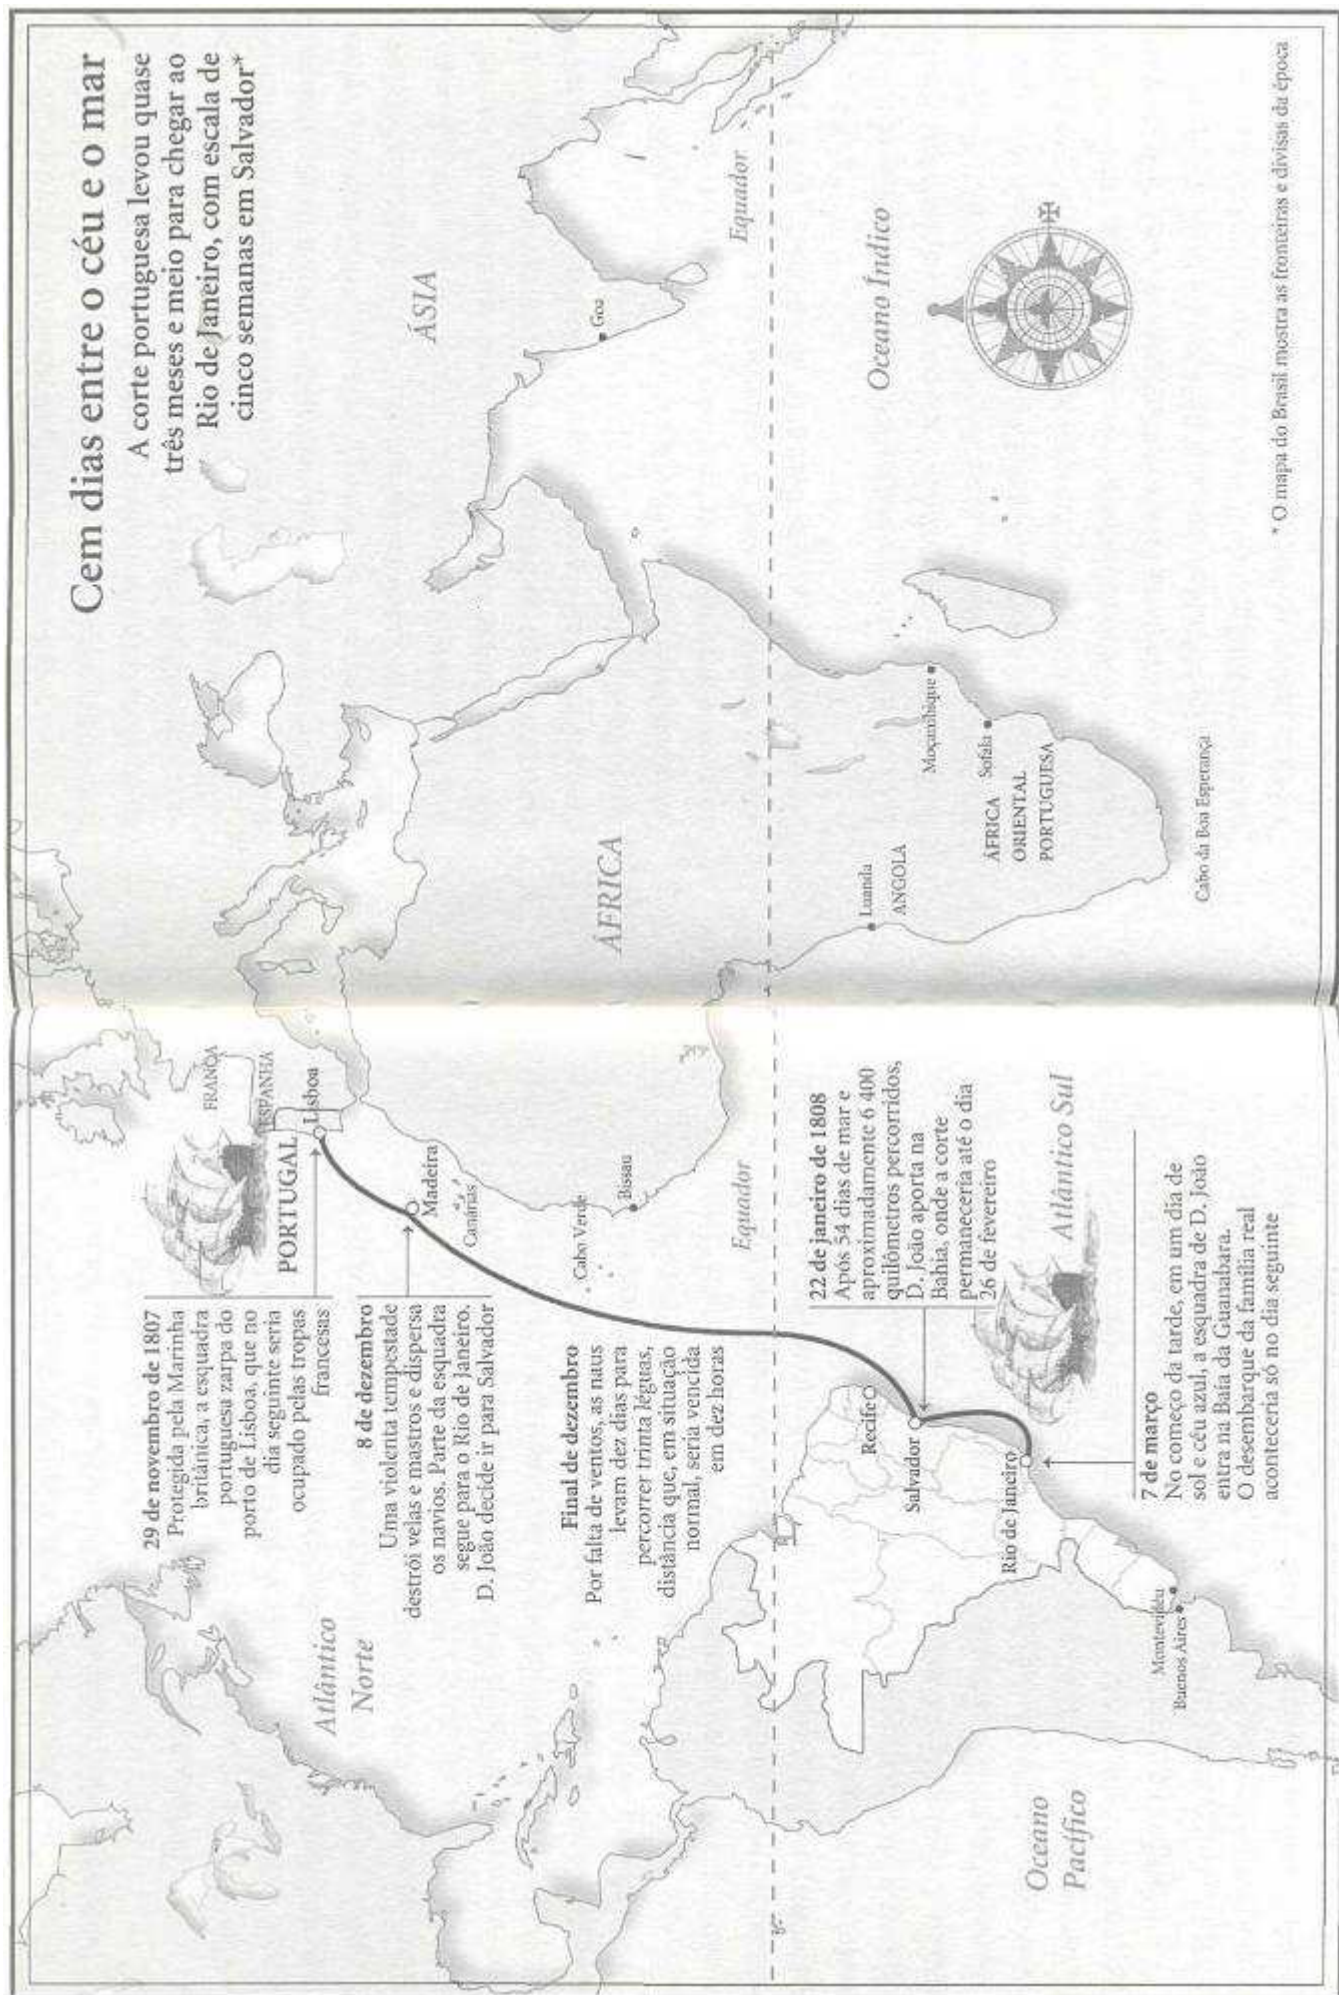 Cem dias entre o céu e o mar
A corte portuguesa levou quase
três meses e meio para chegar ao
Rio de Janeiro, com escala de
cinco semanas em Salvador*
29 de novembro de 1807
Protegida pela Marinha
britânica, a esquadra
portuguesa zarpa do
porto de Lisboa, que no
dia seguinte seria
ocupado pelas tropas
francesas
8 de dezembro
Uma violenta tempestade
destrói velas e mastros e dispersa
os navios. Parte da esquadra
segue para o Rio de Janeiro.
D. João decide ir para Salvador
Final de dezembro
Por falta de ventos, as naus
levam dez dias para
percorrer trinta léguas,
distância que, em situação
normal, seria vencida
em dez horas
22 de janeiro de 1808
Após 54 dias de mar e
aproximadamente 6 400
quilômetros percorridos,
D. João aporta na
Bahia, onde a corte
permaneceria até o dia
26 de fevereiro
7 de março
No começo da tarde, em um dia de
sol e céu azul, a esquadra de D. João
entra na Baía da Guanabara.
O desembarque da família real
aconteceria só no dia seguinte
FRANÇA
ESPANHA
PORTUGAL
Lisboa
Madeira
Canárias
Cabo Verde
Bissau
Equador
Atlântico
Norte
Atlântico Sul
Recife
Salvador
Rio de Janeiro
Montevidéu
Buenos Aires
Oceano
Pacífico
ÁSIA
Goa
Equador
Oceano Índico
ÁFRICA
Luanda
ANGOLA
Moçambique
Sofala
ÁFRICA
ORIENTAL
PORTUGUESA
Cabo da Boa Esperança
* O mapa do Brasil mostra as fronteiras e divisas da época